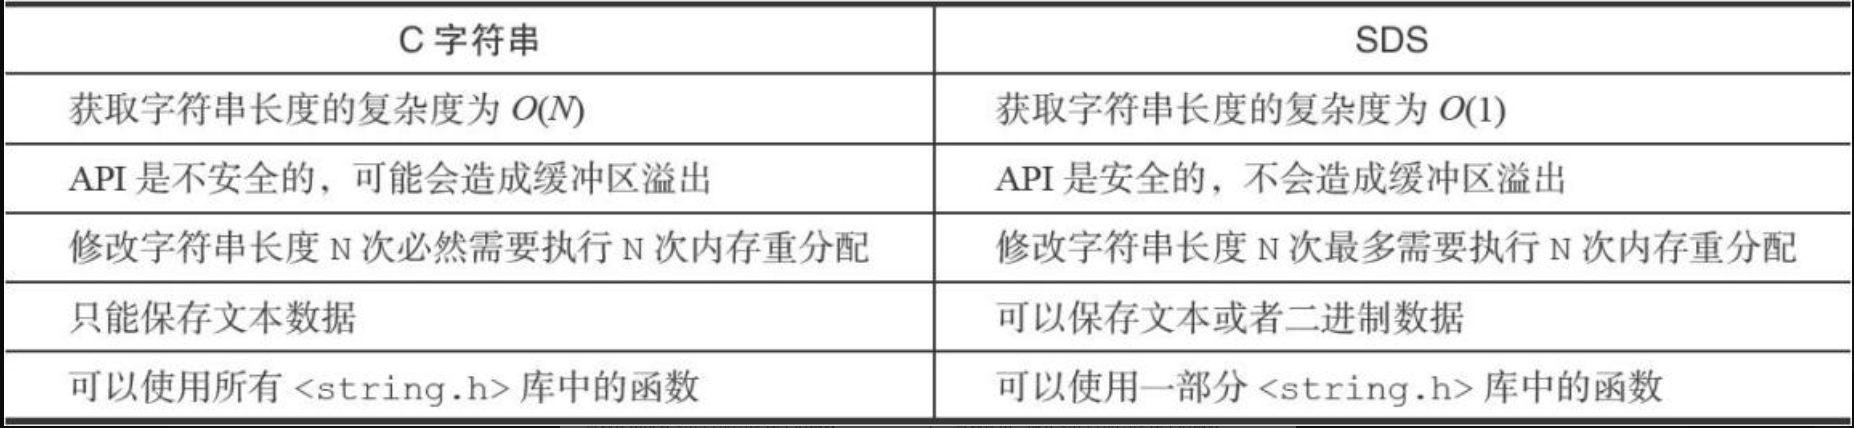 C 字符串 SDS
获取字符串长度的复杂度为 O(N) 获取字符串长度的复杂度为 O(1)
API 是不安全的，可能会造成缓冲区溢出 API 是安全的，不会造成缓冲区溢出
修改字符串长度 N 次必然需要执行 N 次内存重分配 修改字符串长度 N 次最多需要执行 N 次内存重分配
只能保存文本数据 可以保存文本或者二进制数据
可以使用所有 <string.h> 库中的函数 可以使用一部分 <string.h> 库中的函数